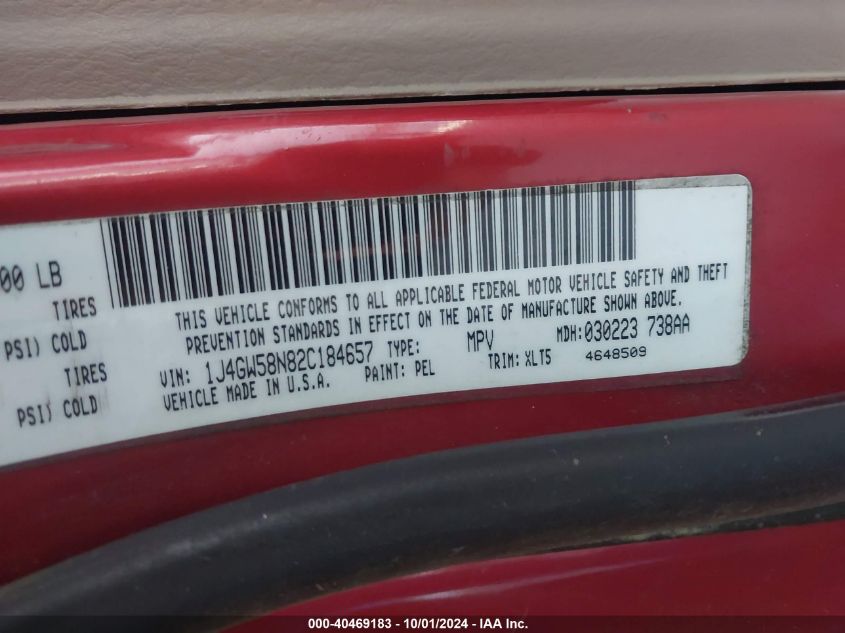 00 LB
TIRES
PSI) COLD
TIRES
PSI) COLD
THIS VEHICLE CONFORMS TO ALL APPLICABLE FEDERAL MOTOR VEHICLE SAFETY AND THEFT
PREVENTION STANDARDS IN EFFECT ON THE DATE OF MANUFACTURE SHOWN ABOVE.
VIN: 1J4GW58N82C184657 TYPE: MPV MDH: 030223 738AA
VEHICLE MADE IN U.S.A. PAINT: PEL TRIM: XLT5 4648509
000-40469183 - 10/01/2024 - IAA Inc.